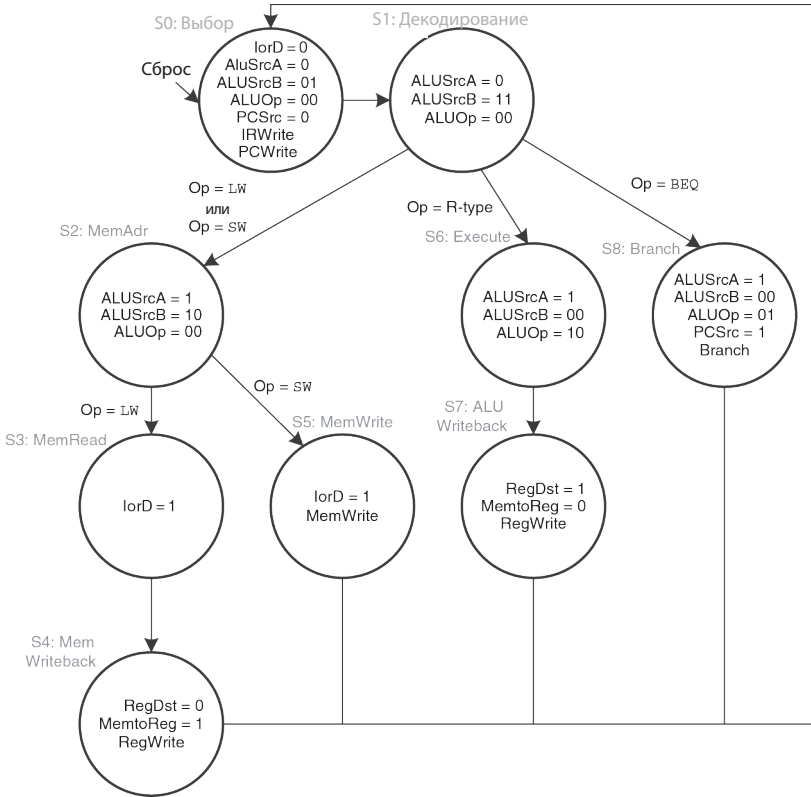 S0: Выбор
S1: Декодирование
Сброс
IorD = 0
AluSrcA = 0
ALUSrcB = 01
ALUOp = 00
PCSrc = 0
IRWrite
PCWrite
ALUSrcA = 0
ALUSrcB = 11
ALUOp = 00
Op = LW
или
Op = SW
Op = R-type
Op = BEQ
S2: MemAdr
S6: Execute
S8: Branch
ALUSrcA = 1
ALUSrcB = 10
ALUOp = 00
ALUSrcA = 1
ALUSrcB = 00
ALUOp = 10
ALUSrcA = 1
ALUSrcB = 00
ALUOp = 01
PCSrc = 1
Branch
Op = LW
Op = SW
S3: MemRead
S5: MemWrite
S7: ALU
Writeback
IorD = 1
IorD = 1
MemWrite
RegDst = 1
MemtoReg = 0
RegWrite
S4: Mem
Writeback
RegDst = 0
MemtoReg = 1
RegWrite